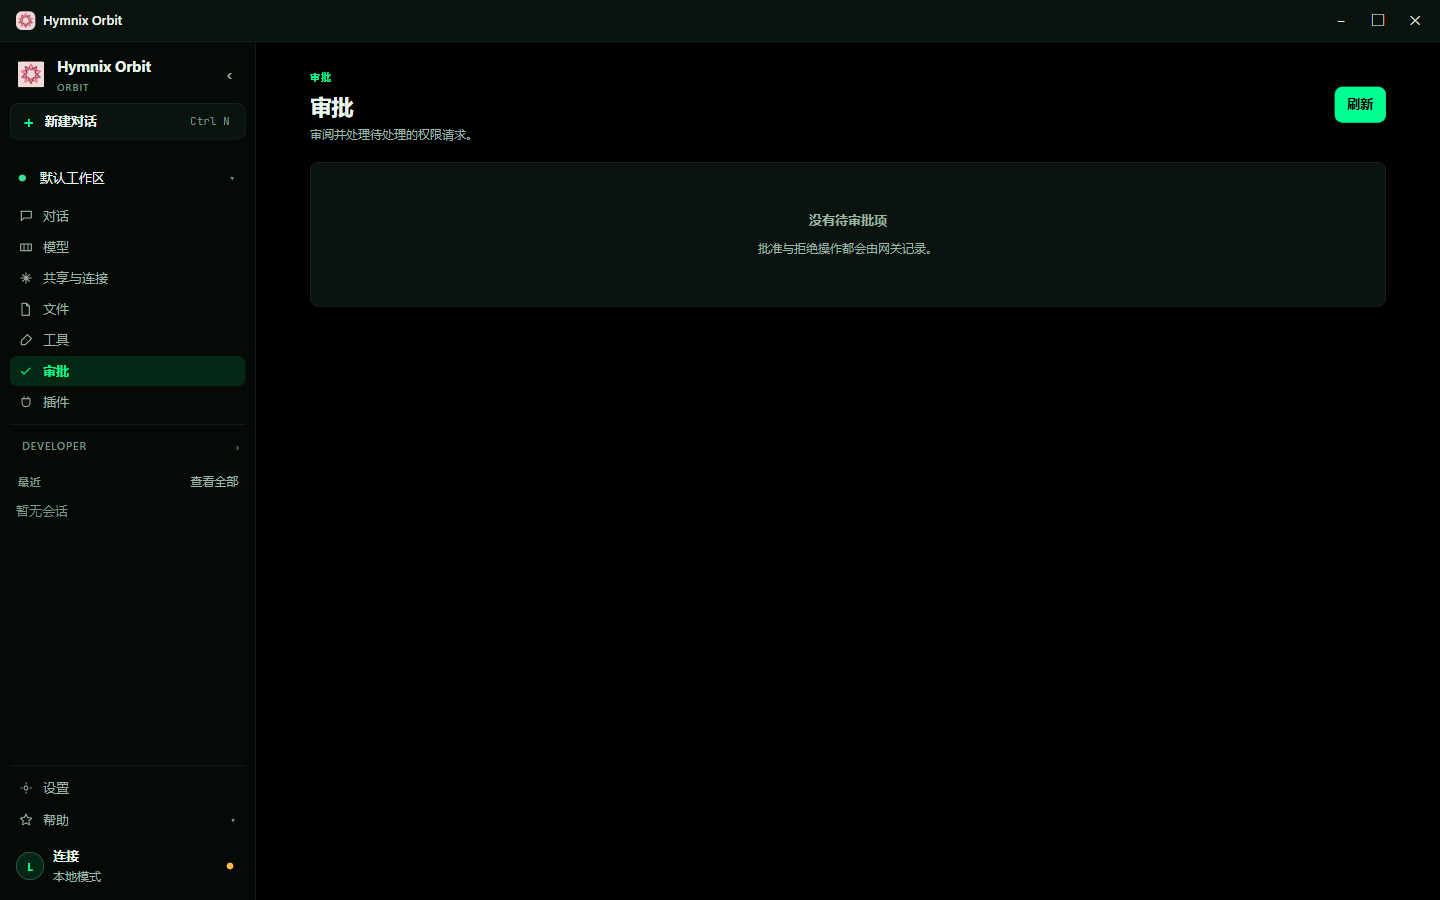 Hymnix Orbit
Hymnix Orbit
ORBIT
新建对话 Ctrl N
默认工作区
对话
模型
共享与连接
文件
工具
审批
插件
DEVELOPER
最近 查看全部
暂无会话
设置
帮助
L
连接
本地模式
审批
审批
审阅并处理待处理的权限请求。
刷新
没有待审批项
批准与拒绝操作都会由网关记录。